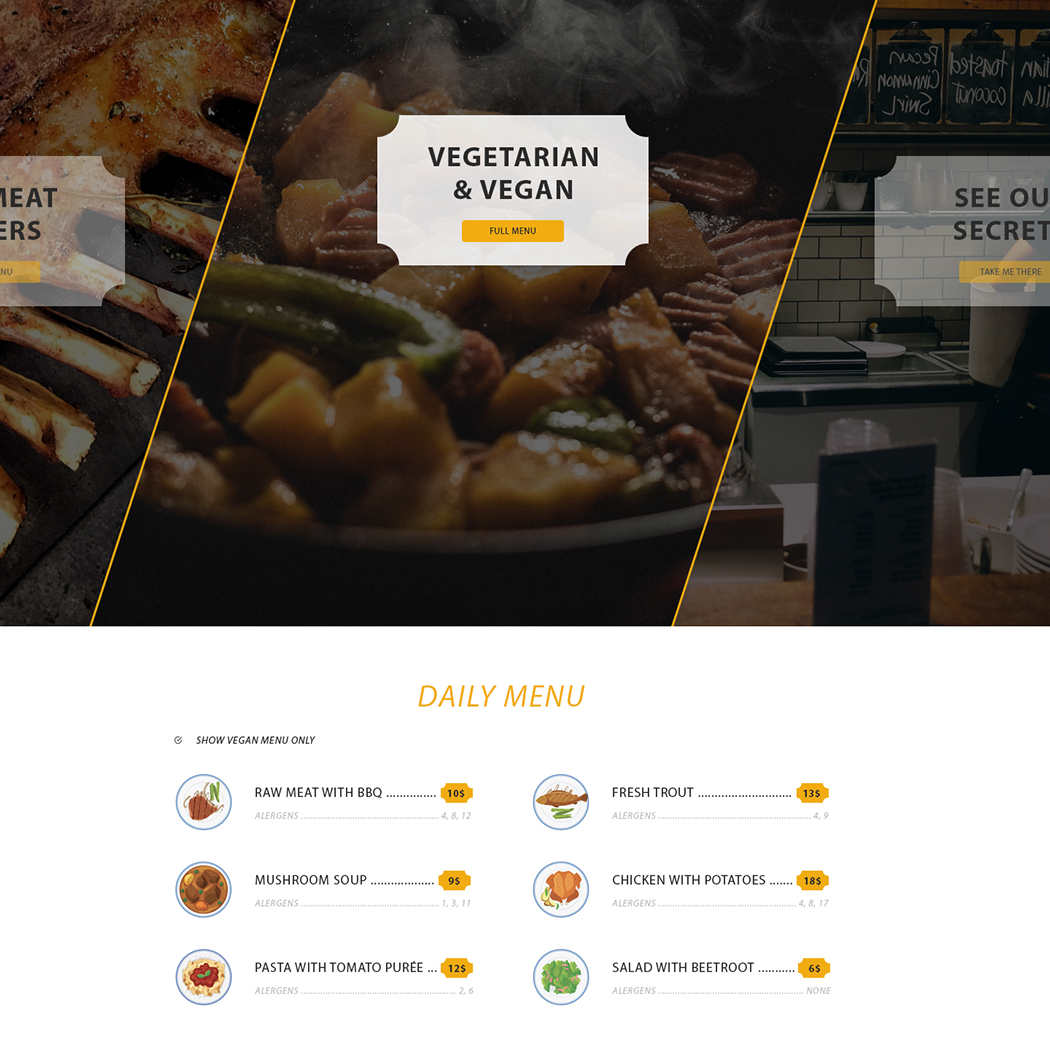 MEAT
ERS
NU
VEGETARIAN
& VEGAN
FULL MENU
SEE OU
SECRET
TAKE ME THERE
Pecan
Cinnamon
Swirl
Toasted
Coconut
DAILY MENU
SHOW VEGAN MENU ONLY
RAW MEAT WITH BBQ ............... 10$
ALERGENS ............................................................ 4, 8, 12
FRESH TROUT ............................ 13$
ALERGENS .................................................................. 4, 9
MUSHROOM SOUP ................... 9$
ALERGENS ............................................................ 1, 3, 11
CHICKEN WITH POTATOES ....... 18$
ALERGENS ............................................................ 4, 8, 17
PASTA WITH TOMATO PURÉE ... 12$
ALERGENS .................................................................. 2, 6
SALAD WITH BEETROOT ........... 6$
ALERGENS ............................................................... NONE